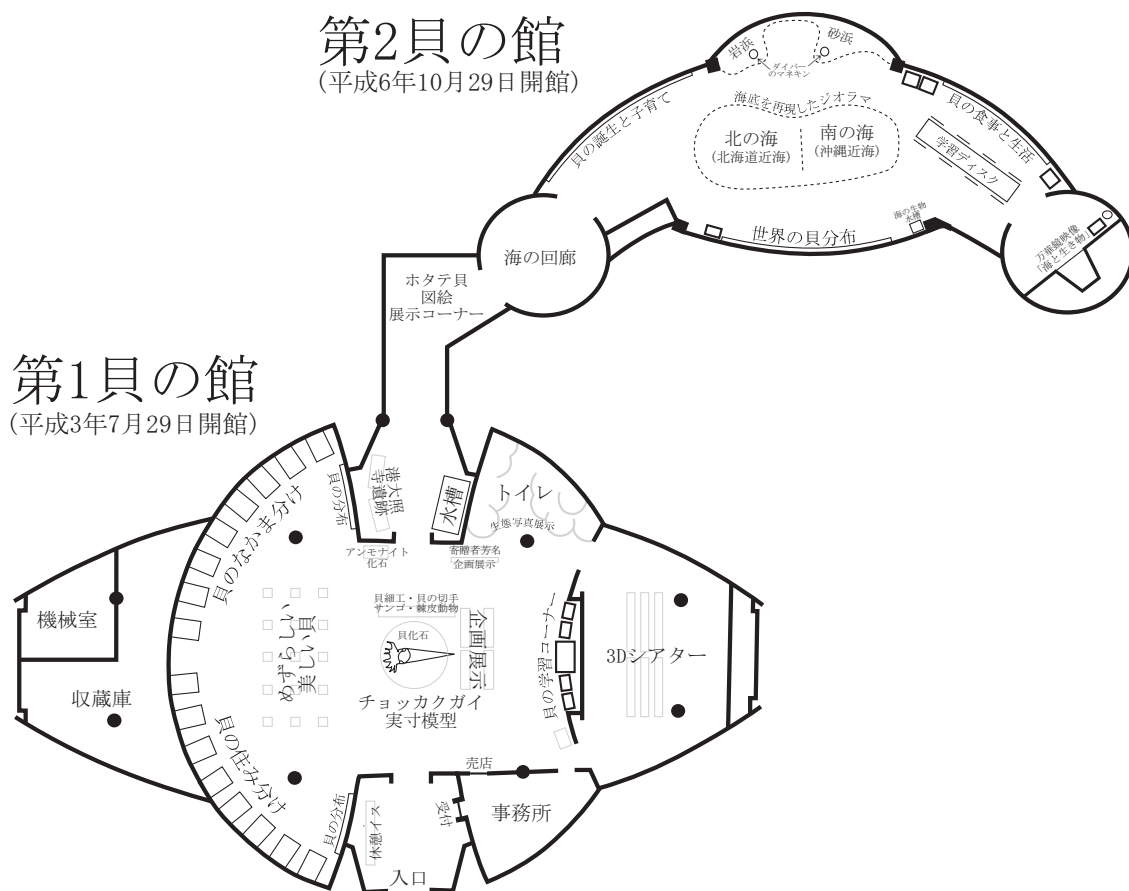 第2貝の館
(平成6年10月29日開館)
岩浜
砂浜
ダイバー
のマネキン
海底を再現したジオラマ
北の海
(北海道近海)
南の海
(沖縄近海)
貝の誕生と子育て
貝の食事と生活
学習ディスク
海の生物
水槽
世界の貝分布
万華鏡映像
「海と生き物」
海の回廊
ホタテ貝
図絵
展示コーナー
第1貝の館
(平成3年7月29日開館)
貝のなかま分け
貝の分布
港大照
寺遺跡
水槽
トイレ
生態写真展示
アンモナイト
化石
寄贈者芳名
企画展示
機械室
収蔵庫
めずらしい
美しい貝
貝細工・貝の切手
サンゴ・棘皮動物
貝化石
企画展示
チョッカクガイ
実寸模型
貝の学習コーナー
3Dシアター
貝の住み分け
貝の分布
休憩イス
入口
受付
売店
事務所